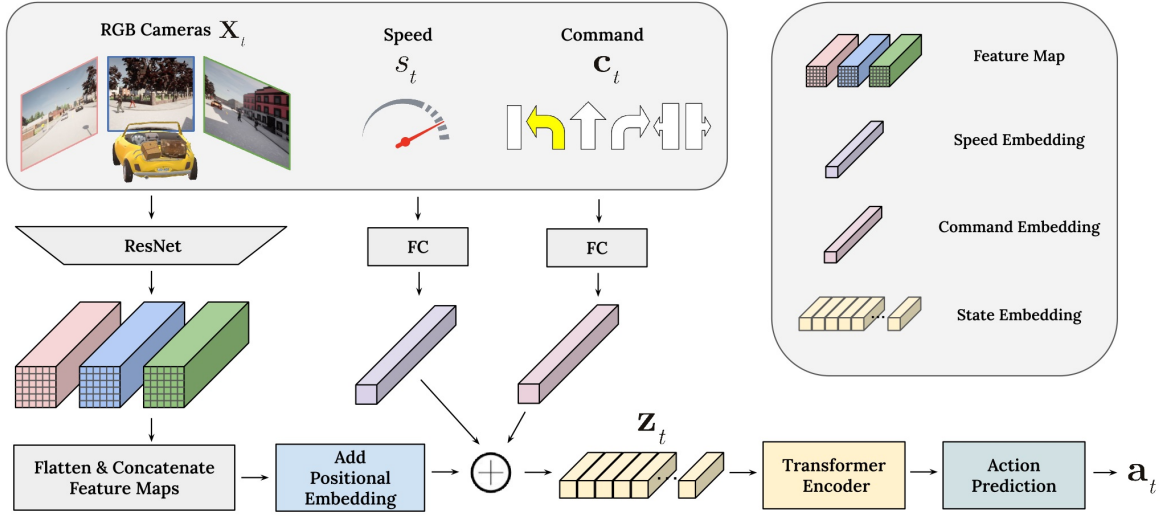 RGB Cameras X_t
Speed
s_t
Command
c_t
Feature Map
Speed Embedding
Command Embedding
State Embedding
ResNet
FC
FC
z_t
Flatten & Concatenate
Feature Maps
Add
Positional
Embedding
...
Transformer
Encoder
Action
Prediction
a_t